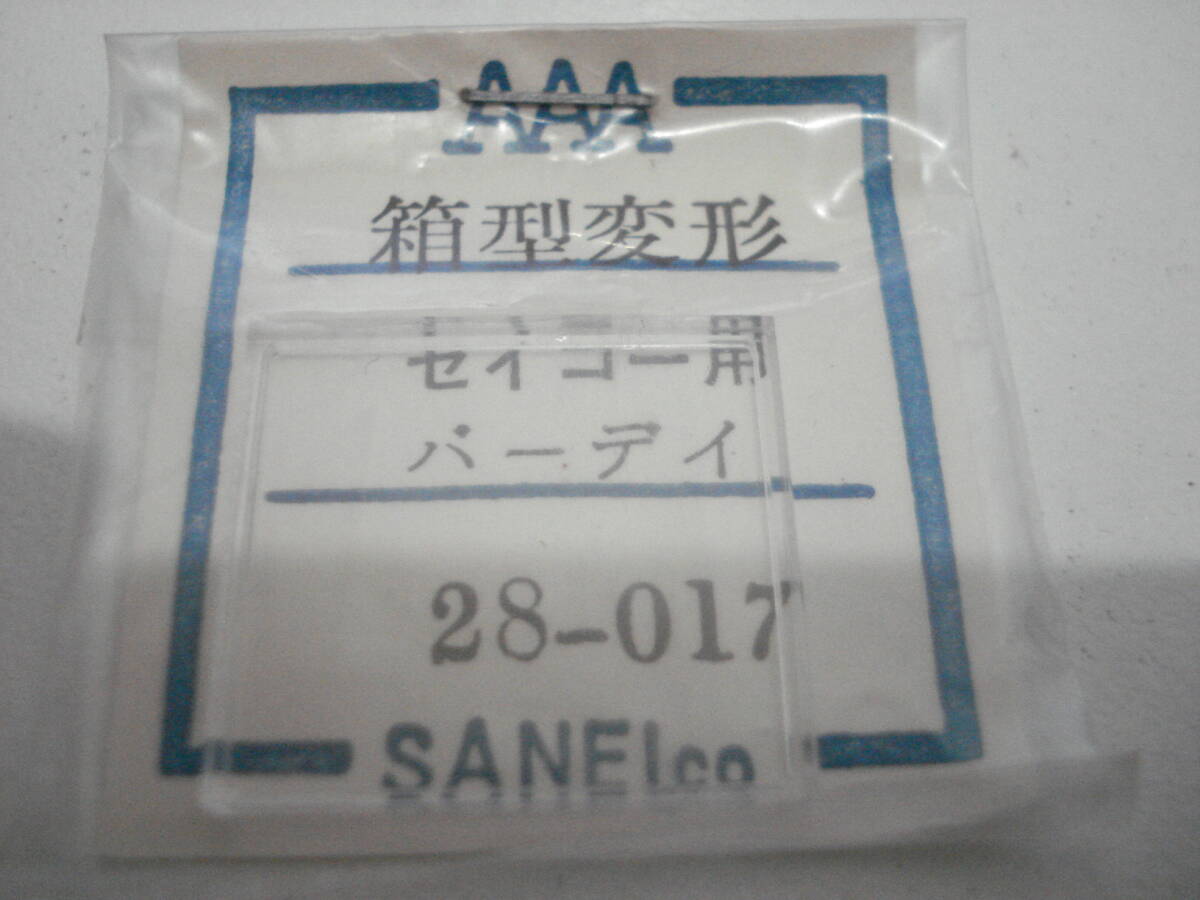 AAA
箱型変形
セイコー用
バーディ
28-017
SANEIco